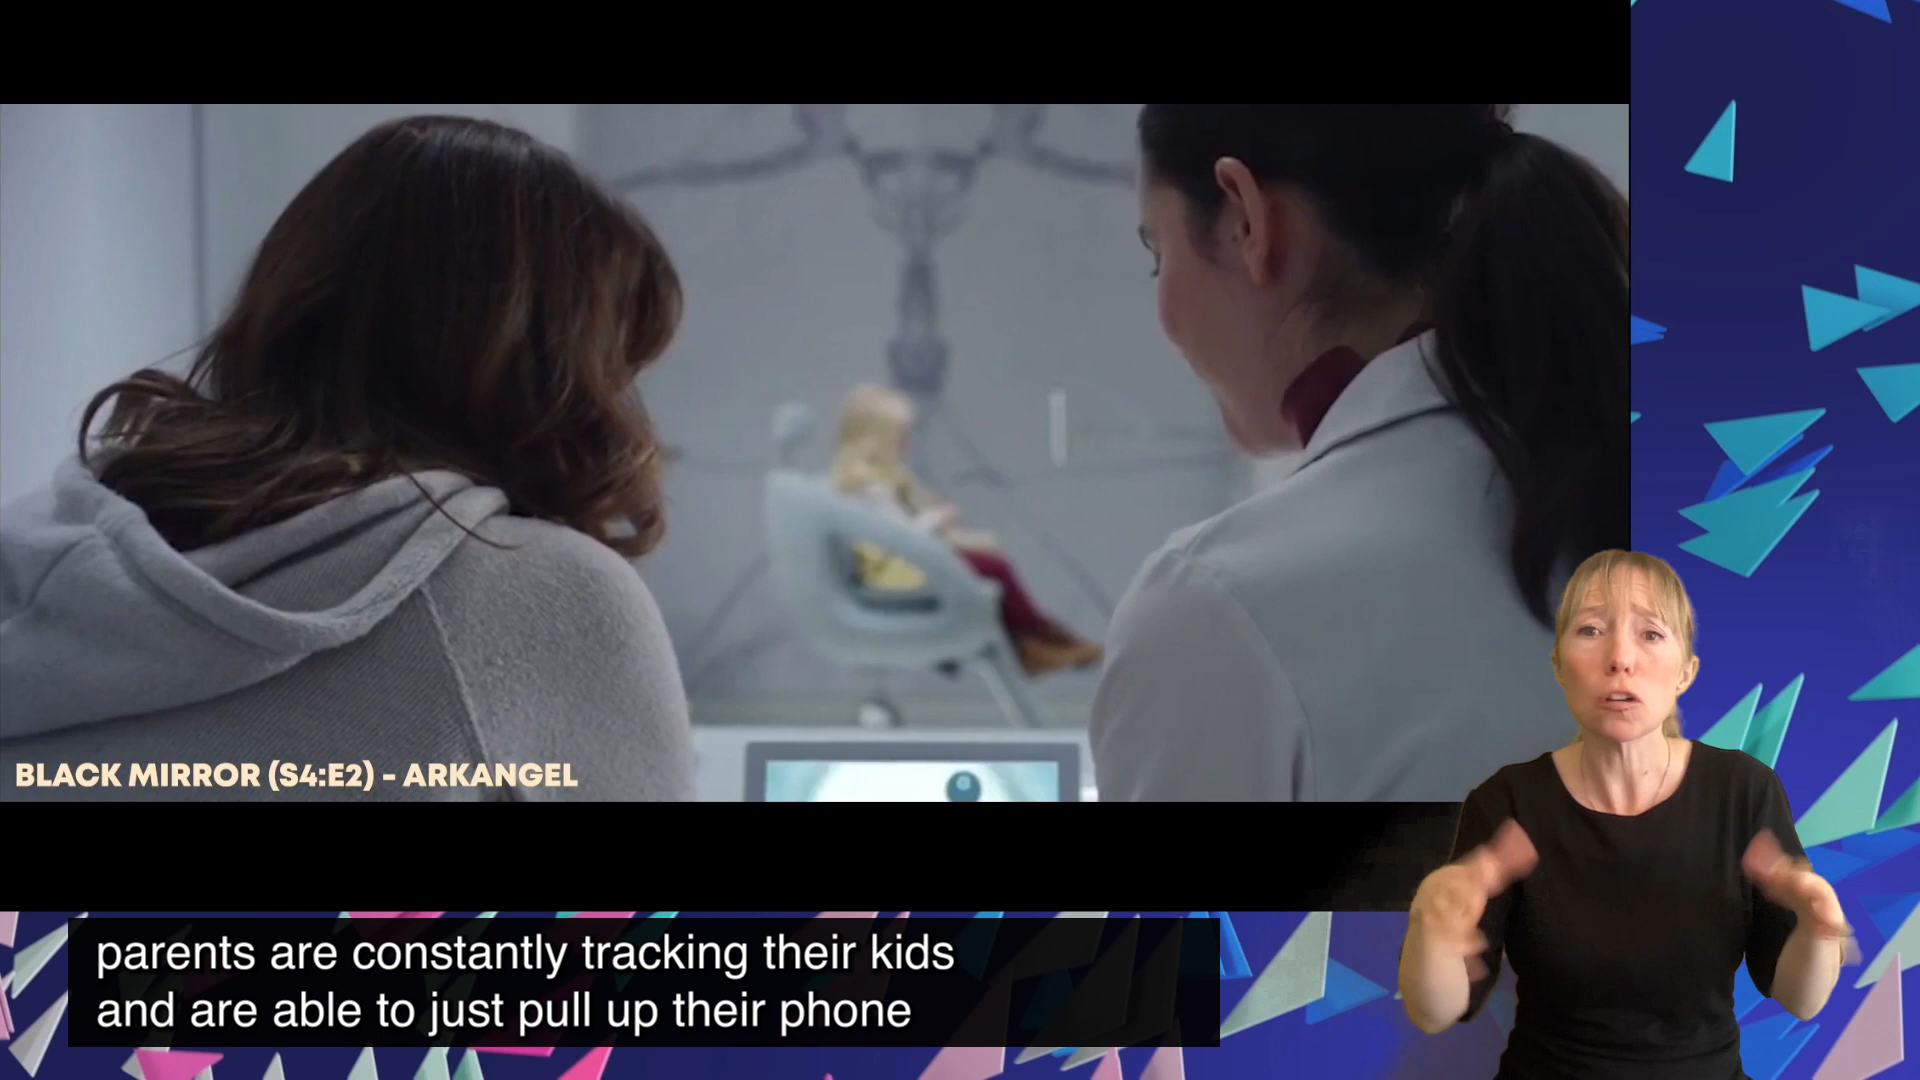 BLACK MIRROR (S4:E2) - ARKANGEL
parents are constantly tracking their kids
and are able to just pull up their phone